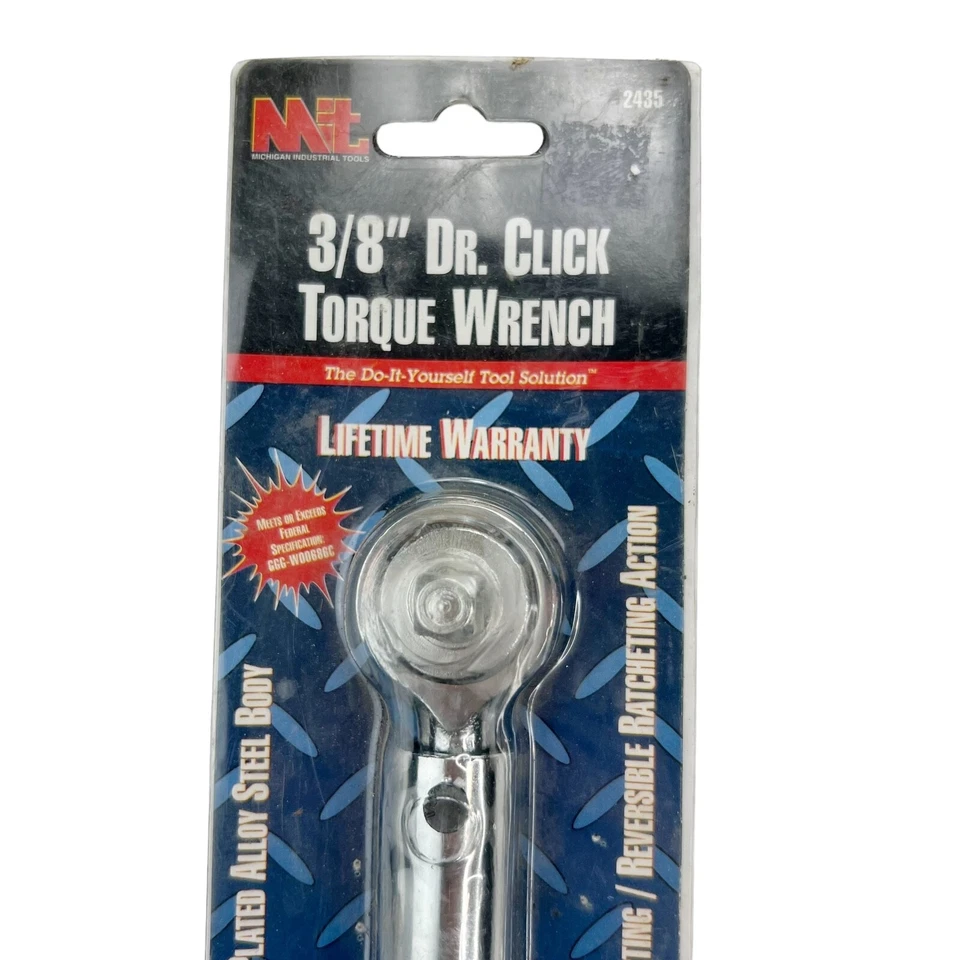 Mit
MICHIGAN INDUSTRIAL TOOLS
2435
3/8" DR. CLICK
TORQUE WRENCH
The Do-It-Yourself Tool Solution™
LIFETIME WARRANTY
MEETS OR EXCEEDS
FEDERAL
SPECIFICATION:
GGG-W00686C
PLATED ALLOY STEEL BODY
TING / REVERSIBLE RATCHETING ACTION